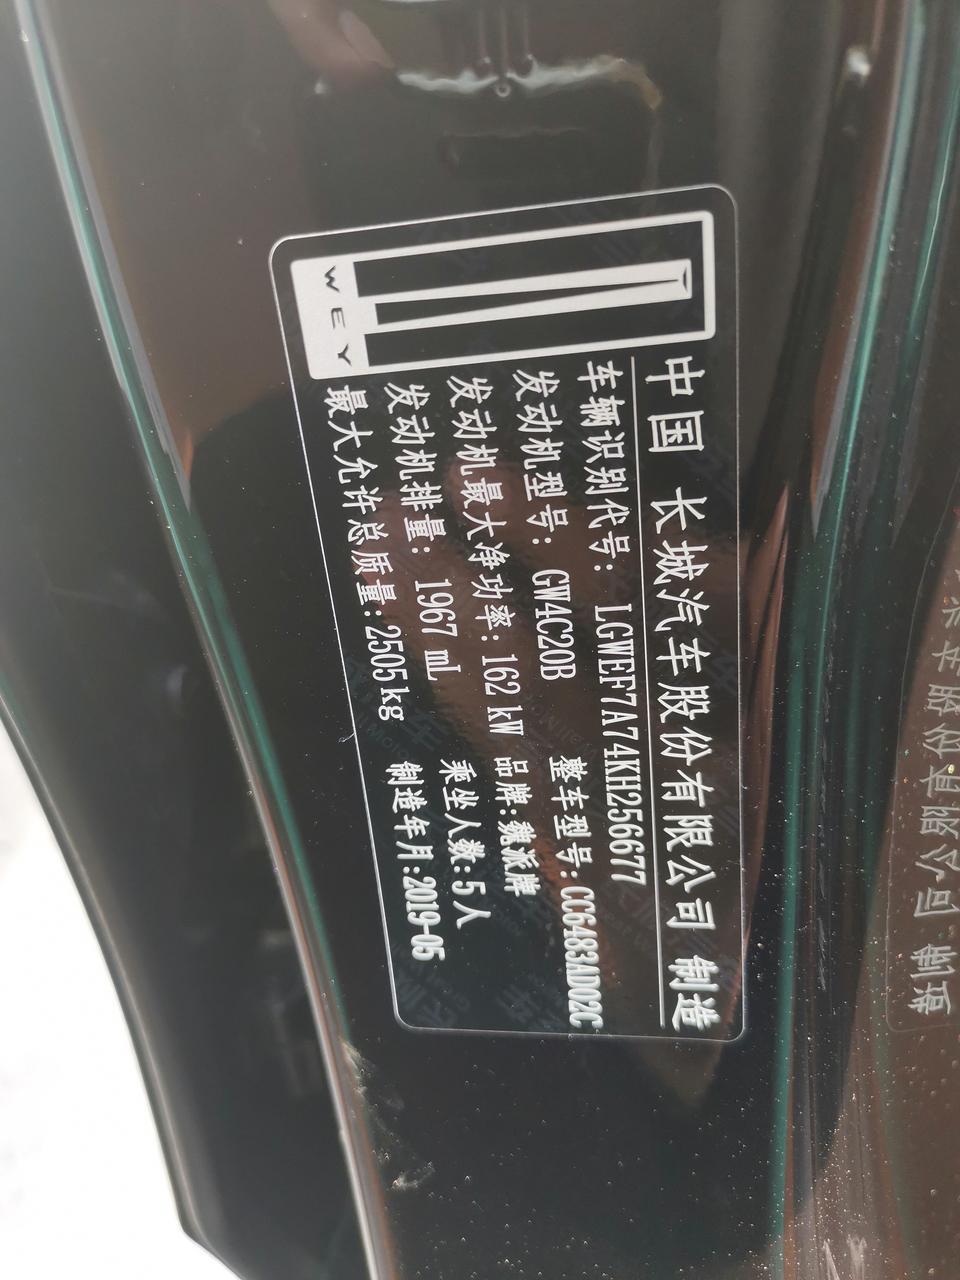 WEY
中国 长城汽车股份有限公司 制造
车辆识别代号: LGWEF7A74KH256677
发动机型号: GW4C20B 整车型号:CC6483AD02C
发动机最大净功率: 162 kW 品牌:魏派牌
发动机排量: 1967 mL 乘坐人数:5人
最大允许总质量:2505kg 制造年月:2019-05